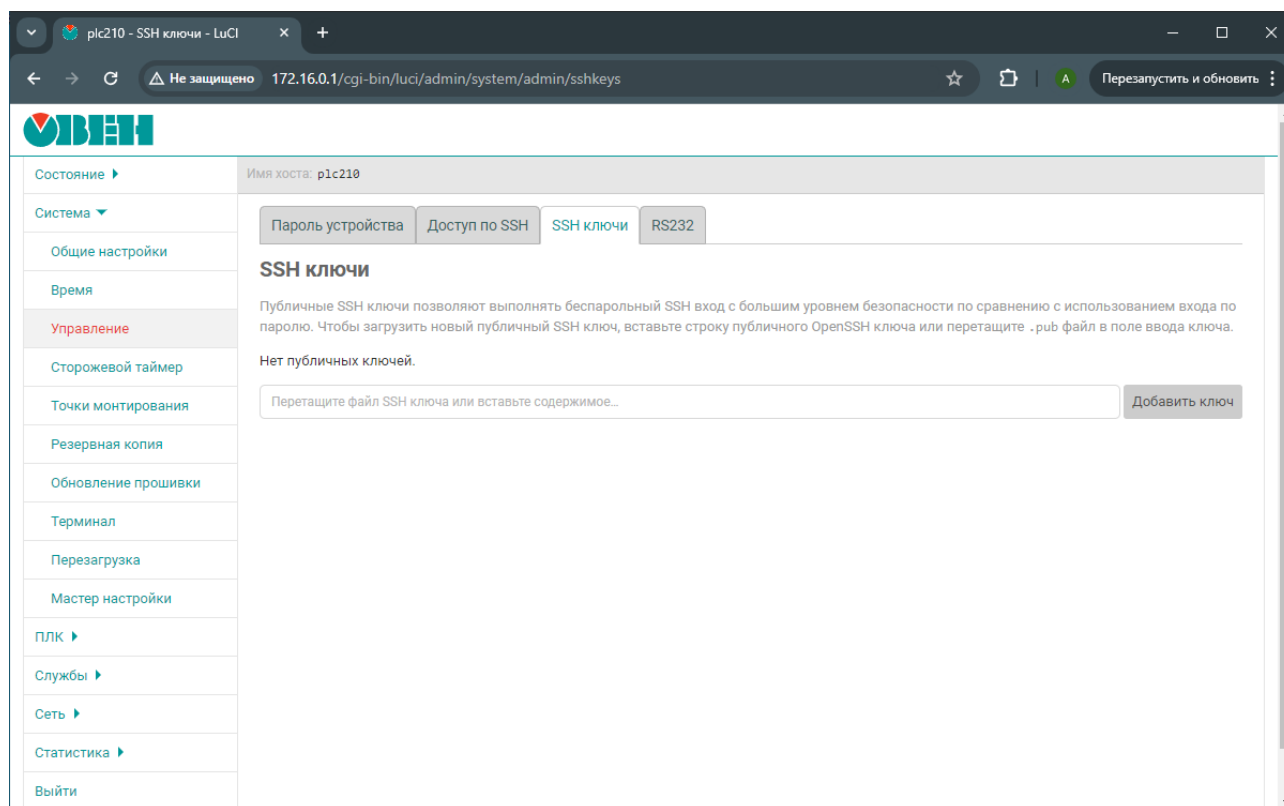 plc210 - SSH ключи - LuCI
Не защищено 172.16.0.1/cgi-bin/luci/admin/system/admin/sshkeys
А
Перезапустить и обновить
ОВЕН
Состояние
Система
Общие настройки
Время
Управление
Сторожевой таймер
Точки монтирования
Резервная копия
Обновление прошивки
Терминал
Перезагрузка
Мастер настройки
ПЛК
Службы
Сеть
Статистика
Выйти
Имя хоста: plc210
Пароль устройства Доступ по SSH SSH ключи RS232
SSH ключи
Публичные SSH ключи позволяют выполнять беспарольный SSH вход с большим уровнем безопасности по сравнению с использованием входа по
паролю. Чтобы загрузить новый публичный SSH ключ, вставьте строку публичного OpenSSH ключа или перетащите .pub файл в поле ввода ключа.
Нет публичных ключей.
Перетащите файл SSH ключа или вставьте содержимое... Добавить ключ